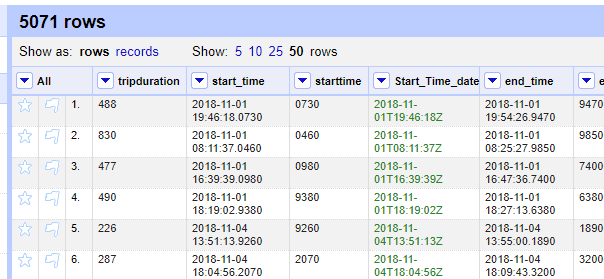 5071 rows
Show as: rows records Show: 5 10 25 50 rows
All tripduration start_time starttime Start_Time_date end_time e
1. 488 2018-11-01 0730 2018-11- 2018-11-01 9470
19:46:18.0730 01T19:46:18Z 19:54:26.9470
2. 830 2018-11-01 0460 2018-11- 2018-11-01 9850
08:11:37.0460 01T08:11:37Z 08:25:27.9850
3. 477 2018-11-01 0980 2018-11- 2018-11-01 7400
16:39:39.0980 01T16:39:39Z 16:47:36.7400
4. 490 2018-11-01 9380 2018-11- 2018-11-01 6380
18:19:02.9380 01T18:19:02Z 18:27:13.6380
5. 226 2018-11-04 9260 2018-11- 2018-11-04 1890
13:51:13.9260 04T13:51:13Z 13:55:00.1890
6. 287 2018-11-04 2070 2018-11- 2018-11-04 3200
18:04:56.2070 04T18:04:56Z 18:09:43.3200